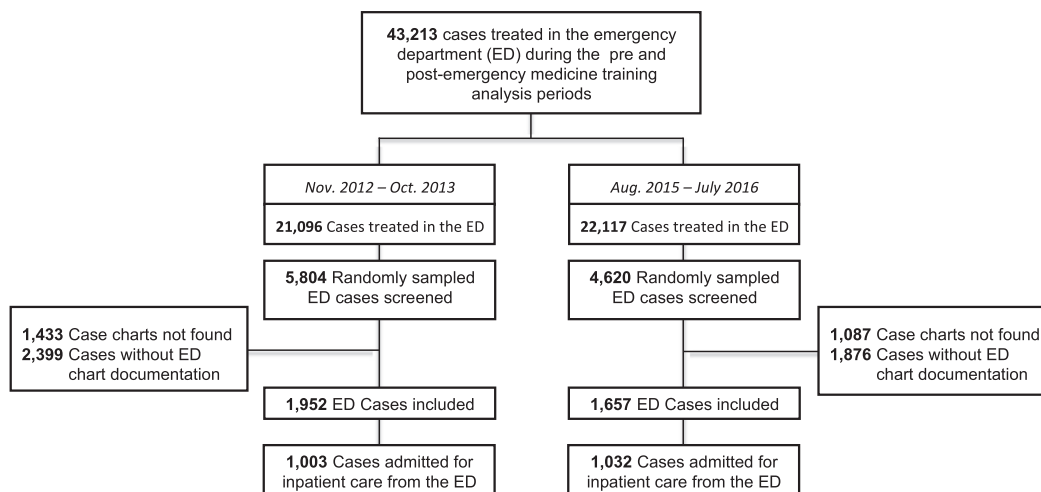 43,213 cases treated in the emergency
department (ED) during the pre and
post-emergency medicine training
analysis periods
Nov. 2012 – Oct. 2013
21,096 Cases treated in the ED
5,804 Randomly sampled
ED cases screened
1,433 Case charts not found
2,399 Cases without ED
chart documentation
1,952 ED Cases included
1,003 Cases admitted for
inpatient care from the ED
Aug. 2015 – July 2016
22,117 Cases treated in the ED
4,620 Randomly sampled
ED cases screened
1,087 Case charts not found
1,876 Cases without ED
chart documentation
1,657 ED Cases included
1,032 Cases admitted for
inpatient care from the ED